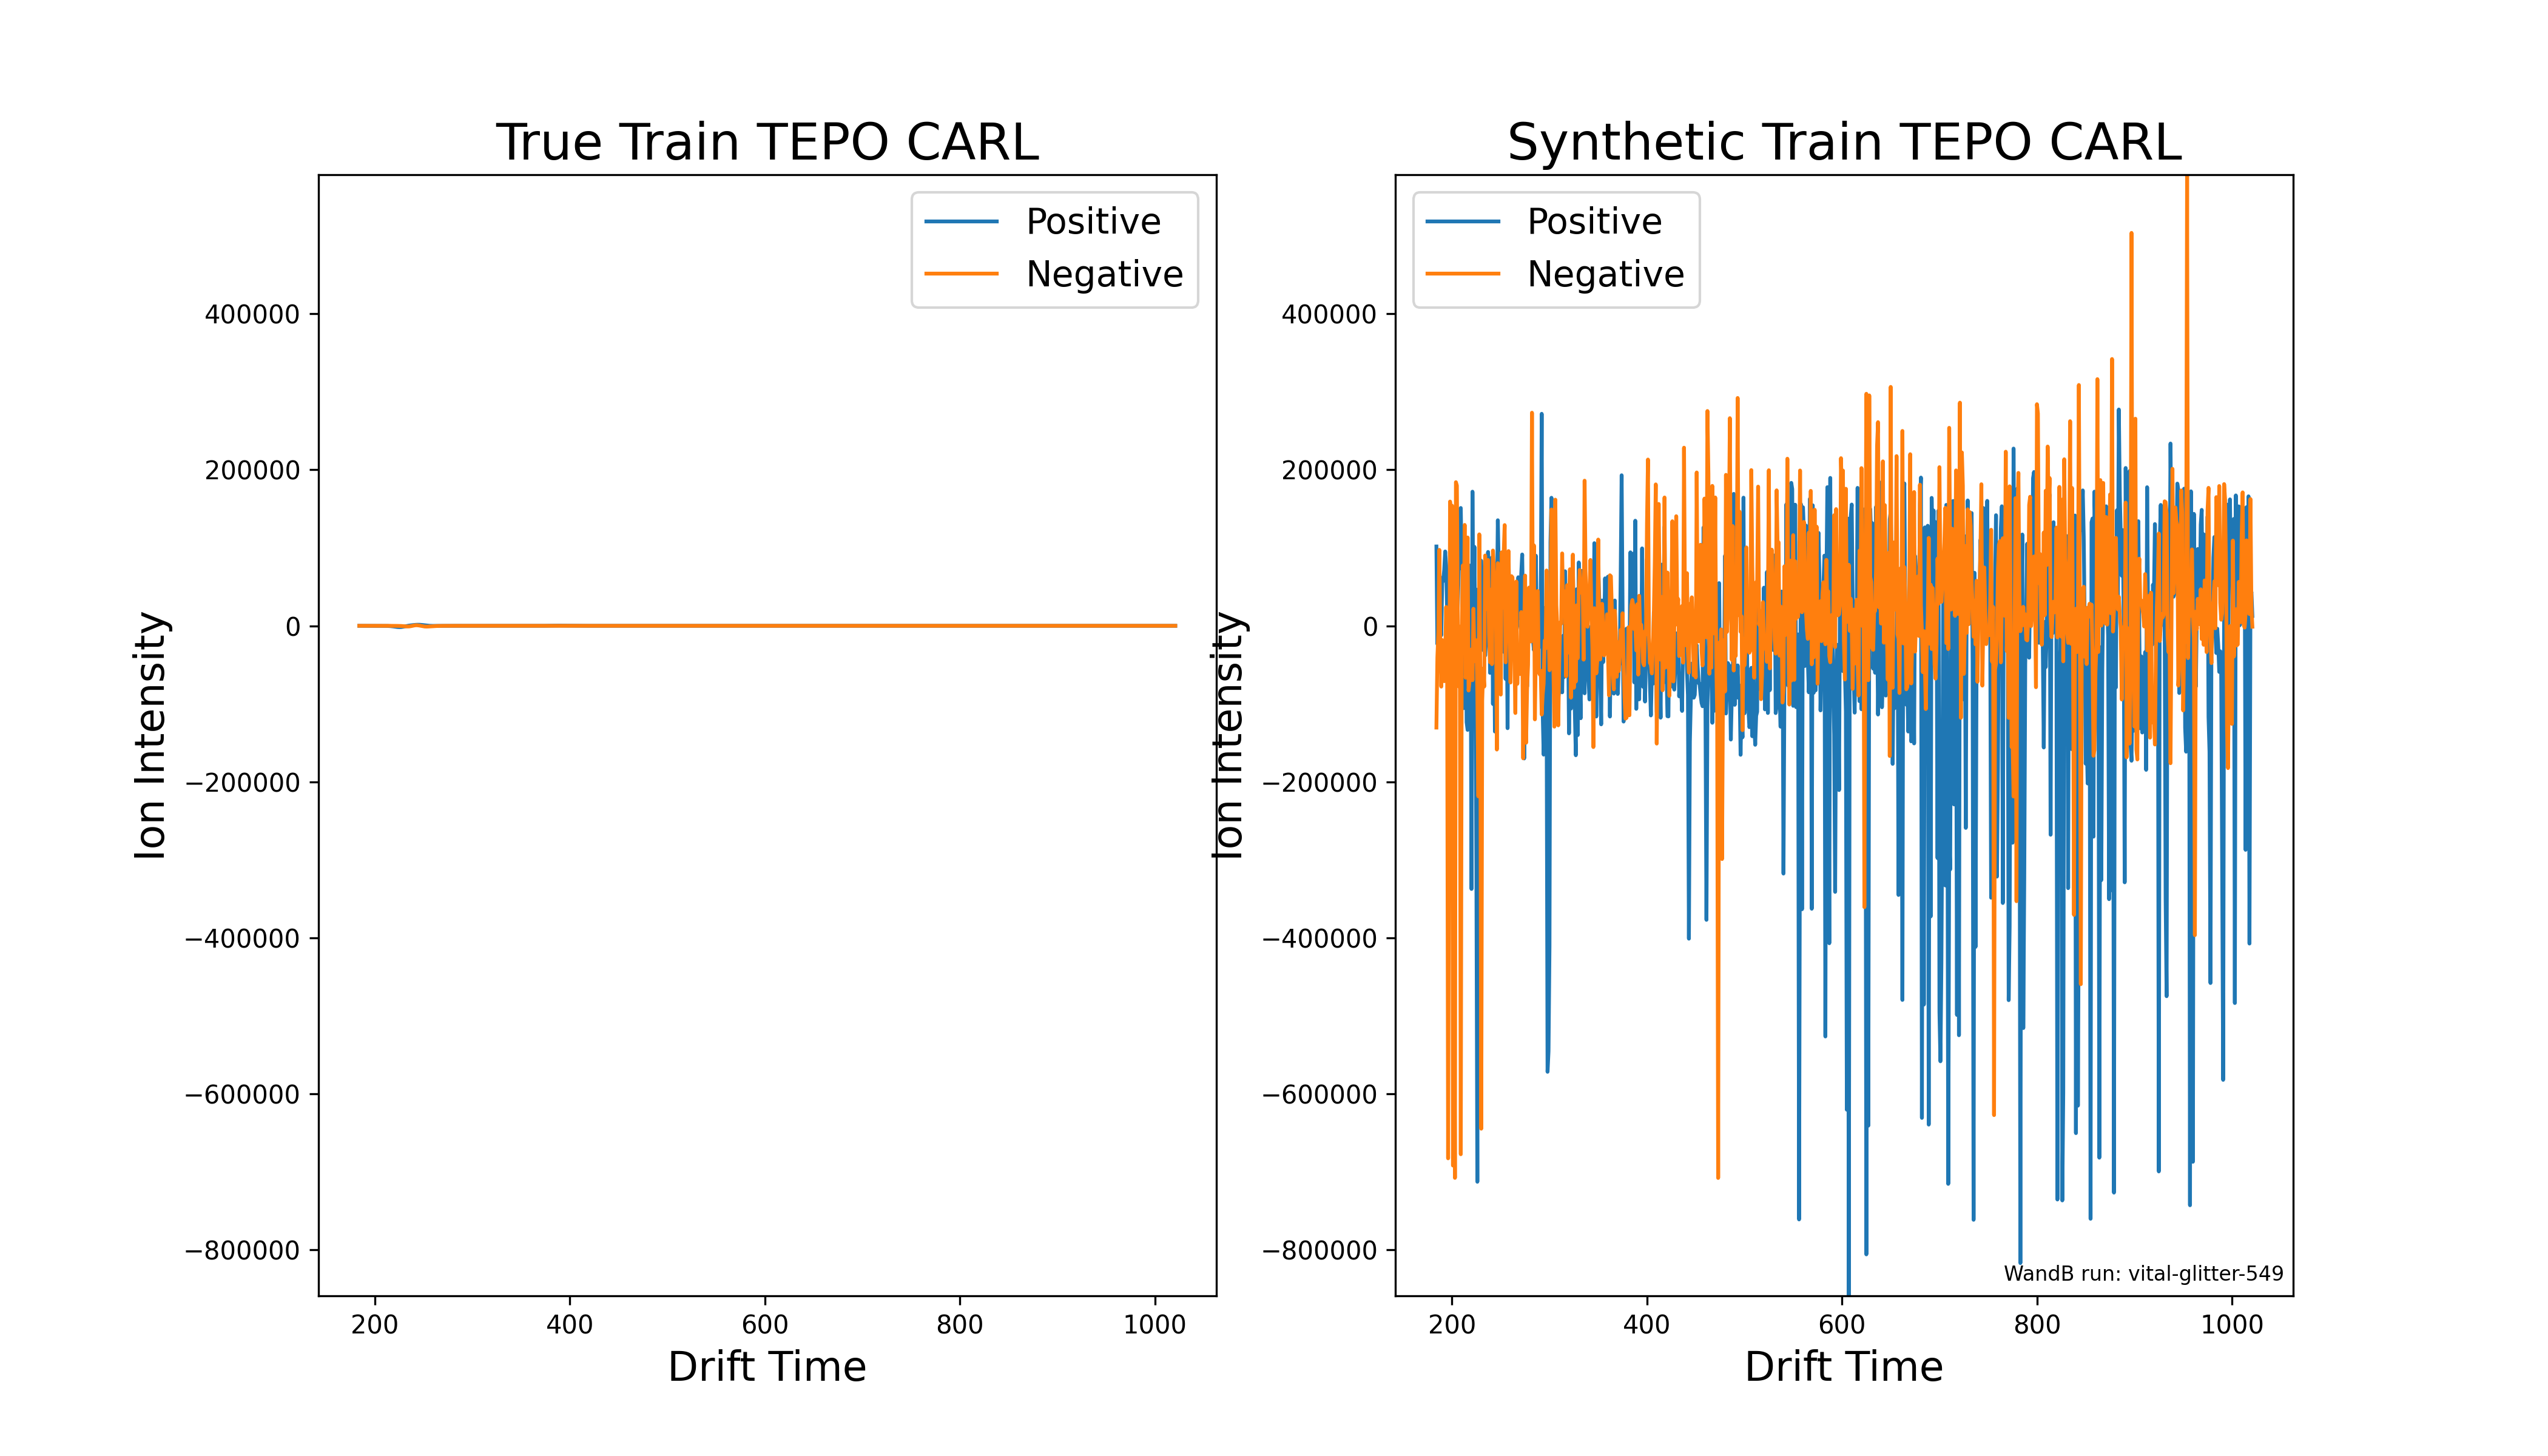 True Train TEPO CARL
Positive
Negative
400000
200000
0
−200000
−400000
−600000
−800000
200
400
600
800
1000
Ion Intensity
Drift Time
Synthetic Train TEPO CARL
Positive
Negative
400000
200000
0
−200000
−400000
−600000
−800000
200
400
600
800
1000
Ion Intensity
Drift Time
WandB run: vital-glitter-549